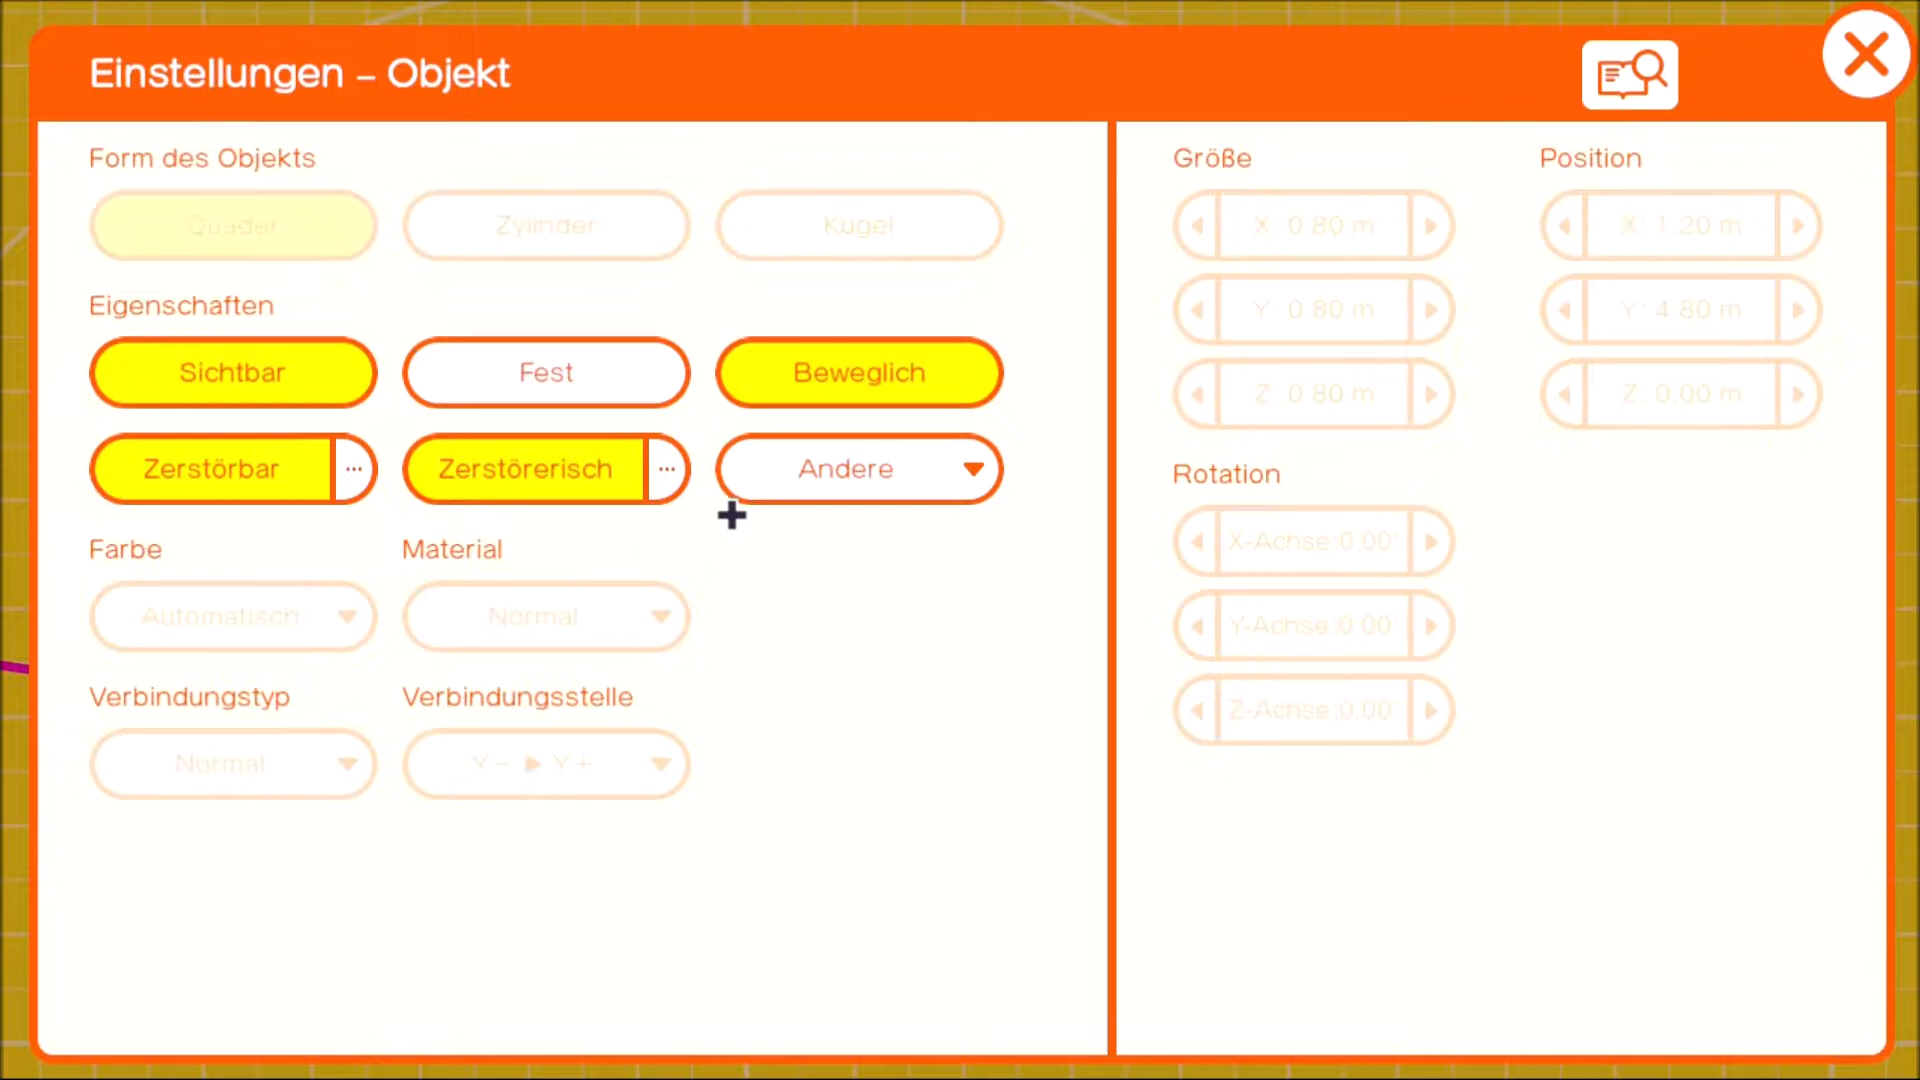 Einstellungen – Objekt
Form des Objekts
Quader Zylinder Kugel
Eigenschaften
Sichtbar Fest Beweglich
Zerstörbar ... Zerstörerisch ... Andere
Farbe Material
Automatisch Normal
Verbindungstyp Verbindungsstelle
Normal Y- ▶ Y+
Größe Position
X: 0.80 m X: 1.20 m
Y: 0.80 m Y: 4.80 m
Z: 0.80 m Z: 0.00 m
Rotation
X-Achse:0.00°
Y-Achse:0.00°
Z-Achse:0.00°